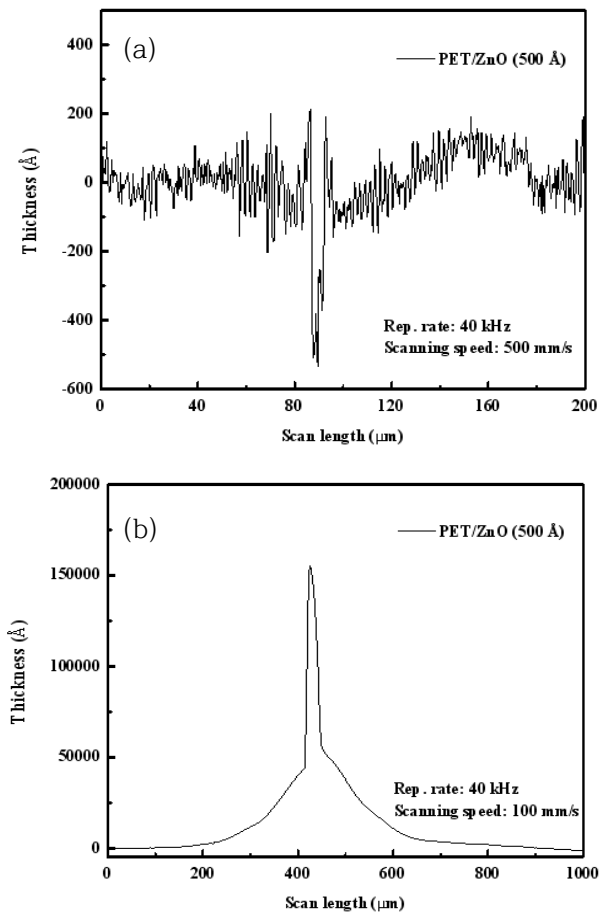 (a)
PET/ZnO (500 Å)
400
200
0
-200
-400
-600
Thickness (Å)
Rep. rate: 40 kHz
Scanning speed: 500 mm/s
0 40 80 120 160 200
Scan length (μm)
(b)
PET/ZnO (500 Å)
200000
150000
100000
50000
0
Thickness (Å)
Rep. rate: 40 kHz
Scanning speed: 100 mm/s
0 200 400 600 800 1000
Scan length (μm)